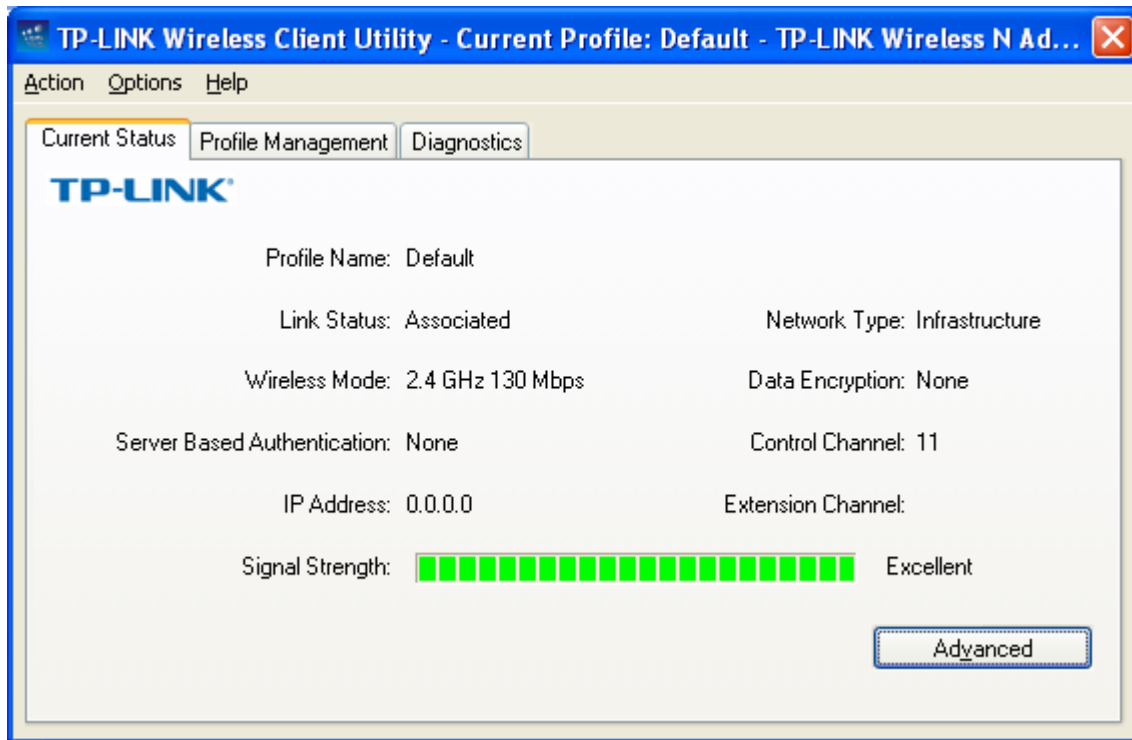 TP-LINK Wireless Client Utility - Current Profile: Default - TP-LINK Wireless N Ad...
Action Options Help
Current Status Profile Management Diagnostics
TP-LINK®
Profile Name: Default
Link Status: Associated Network Type: Infrastructure
Wireless Mode: 2.4 GHz 130 Mbps Data Encryption: None
Server Based Authentication: None Control Channel: 11
IP Address: 0.0.0.0 Extension Channel:
Signal Strength: Excellent
Advanced